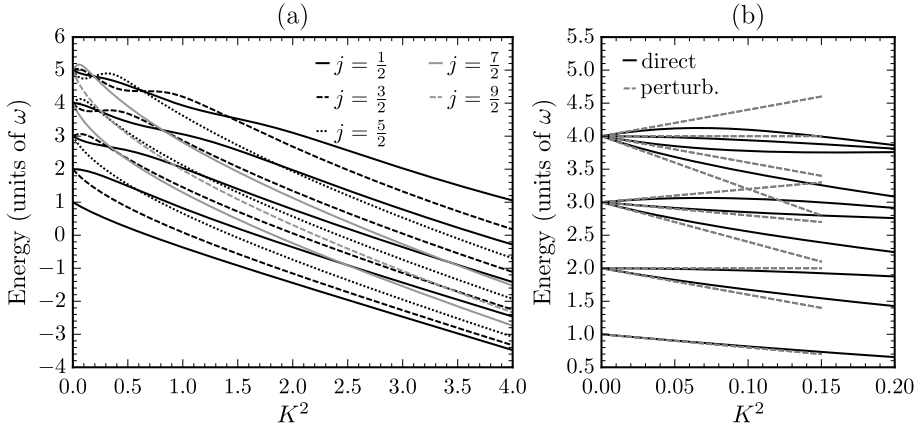 (a)
6
5
4
3
2
1
0
−1
−2
−3
−4
Energy (units of ω)
j = 1/2
j = 3/2
j = 5/2
j = 7/2
j = 9/2
0.0 0.5 1.0 1.5 2.0 2.5 3.0 3.5 4.0
K²
(b)
5.5
5.0
4.5
4.0
3.5
3.0
2.5
2.0
1.5
1.0
0.5
Energy (units of ω)
direct
perturb.
0.00 0.05 0.10 0.15 0.20
K²